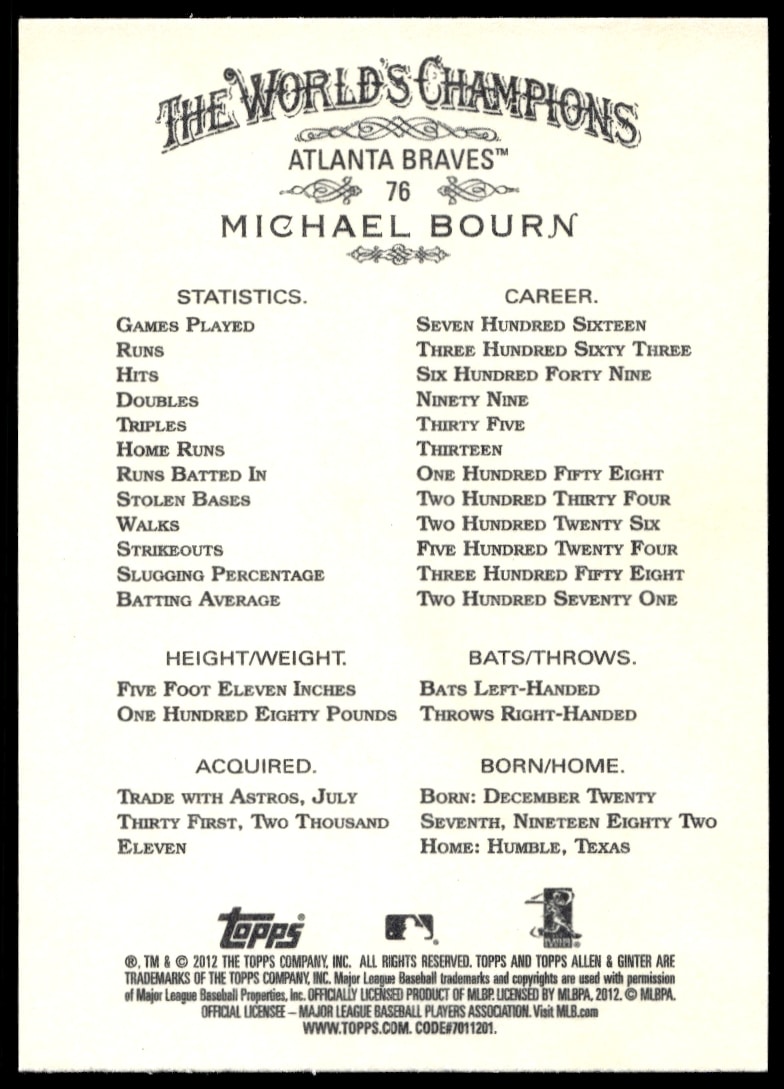 THE WORLD'S CHAMPIONS
ATLANTA BRAVES™
76
MICHAEL BOURN
STATISTICS. CAREER.
GAMES PLAYED SEVEN HUNDRED SIXTEEN
RUNS THREE HUNDRED SIXTY THREE
HITS SIX HUNDRED FORTY NINE
DOUBLES NINETY NINE
TRIPLES THIRTY FIVE
HOME RUNS THIRTEEN
RUNS BATTED IN ONE HUNDRED FIFTY EIGHT
STOLEN BASES TWO HUNDRED THIRTY FOUR
WALKS TWO HUNDRED TWENTY SIX
STRIKEOUTS FIVE HUNDRED TWENTY FOUR
SLUGGING PERCENTAGE THREE HUNDRED FIFTY EIGHT
BATTING AVERAGE TWO HUNDRED SEVENTY ONE
HEIGHT/WEIGHT. BATS/THROWS.
FIVE FOOT ELEVEN INCHES BATS LEFT-HANDED
ONE HUNDRED EIGHTY POUNDS THROWS RIGHT-HANDED
ACQUIRED. BORN/HOME.
TRADE WITH ASTROS, JULY BORN: DECEMBER TWENTY
THIRTY FIRST, TWO THOUSAND SEVENTH, NINETEEN EIGHTY TWO
ELEVEN HOME: HUMBLE, TEXAS
Topps
®, TM & © 2012 THE TOPPS COMPANY, INC. ALL RIGHTS RESERVED. TOPPS AND TOPPS ALLEN & GINTER ARE
TRADEMARKS OF THE TOPPS COMPANY, INC. Major League Baseball trademarks and copyrights are used with permission
of Major League Baseball Properties, Inc. OFFICIALLY LICENSED PRODUCT OF MLBP. LICENSED BY MLBPA, 2012. © MLBPA.
OFFICIAL LICENSEE – MAJOR LEAGUE BASEBALL PLAYERS ASSOCIATION. Visit MLB.com
WWW.TOPPS.COM. CODE#7011201.